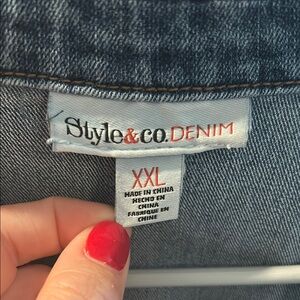 Style&co.DENIM
XXL
MADE IN CHINA
HECHO EN
CHINA
FABRIQUE EN
CHINE